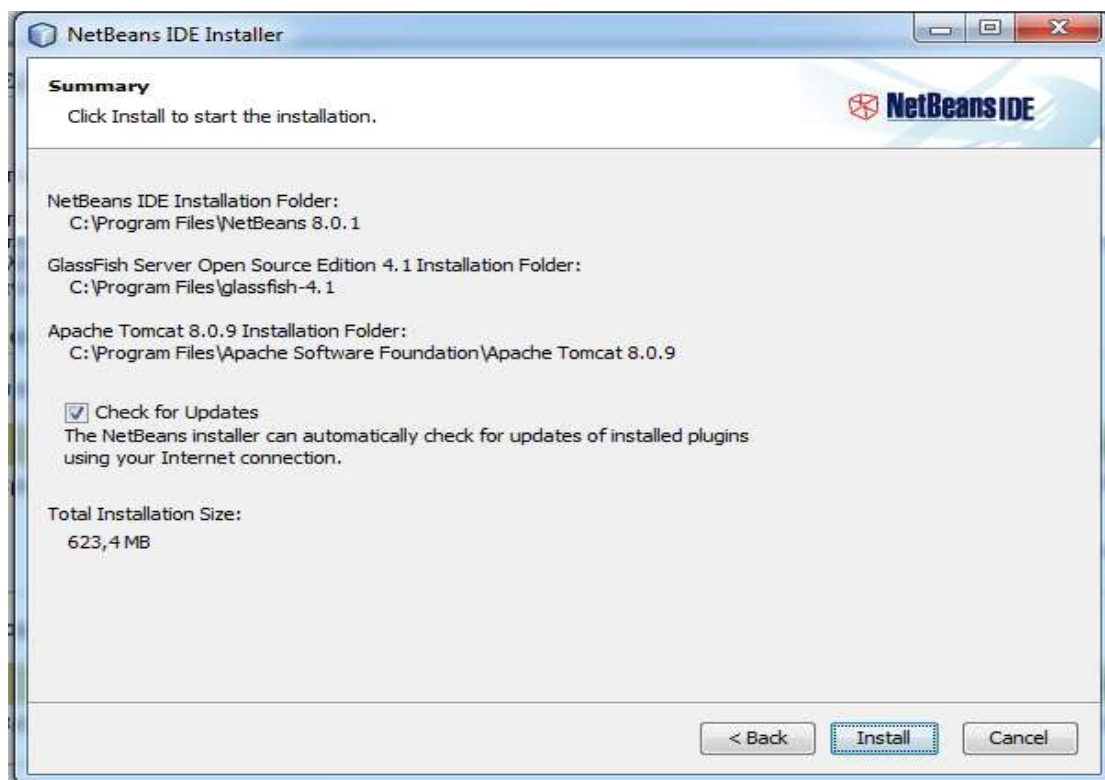 NetBeans IDE Installer
Summary
Click Install to start the installation.
NetBeans IDE
NetBeans IDE Installation Folder:
C:\Program Files\NetBeans 8.0.1
GlassFish Server Open Source Edition 4.1 Installation Folder:
C:\Program Files\glassfish-4.1
Apache Tomcat 8.0.9 Installation Folder:
C:\Program Files\Apache Software Foundation\Apache Tomcat 8.0.9
Check for Updates
The NetBeans installer can automatically check for updates of installed plugins
using your Internet connection.
Total Installation Size:
623,4 MB
< Back Install Cancel